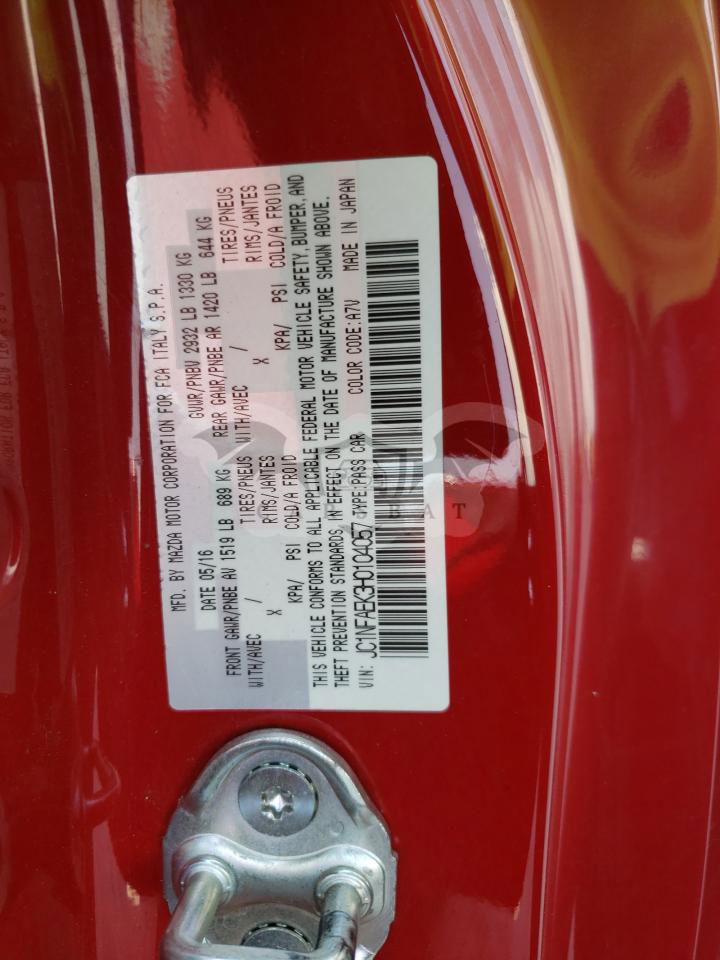 MFD. BY MAZDA MOTOR CORPORATION FOR FCA ITALY S.P.A.
DATE 05/16 GVWR/PNBV 2932 LB 1330 KG
FRONT GAWR/PNBE AV 1519 LB 689 KG REAR GAWR/PNBE AR 1420 LB 644 KG
WITH/AVEC / TIRES/PNEUS WITH/AVEC / TIRES/PNEUS
X RIMS/JANTES X RIMS/JANTES
KPA/ PSI COLD/A FROID KPA/ PSI COLD/A FROID
THIS VEHICLE CONFORMS TO ALL APPLICABLE FEDERAL MOTOR VEHICLE SAFETY, BUMPER, AND
THEFT PREVENTION STANDARDS IN EFFECT ON THE DATE OF MANUFACTURE SHOWN ABOVE.
VIN: JC1NFAEK3H0104057 TYPE:PASS CAR COLOR CODE:A7V MADE IN JAPAN